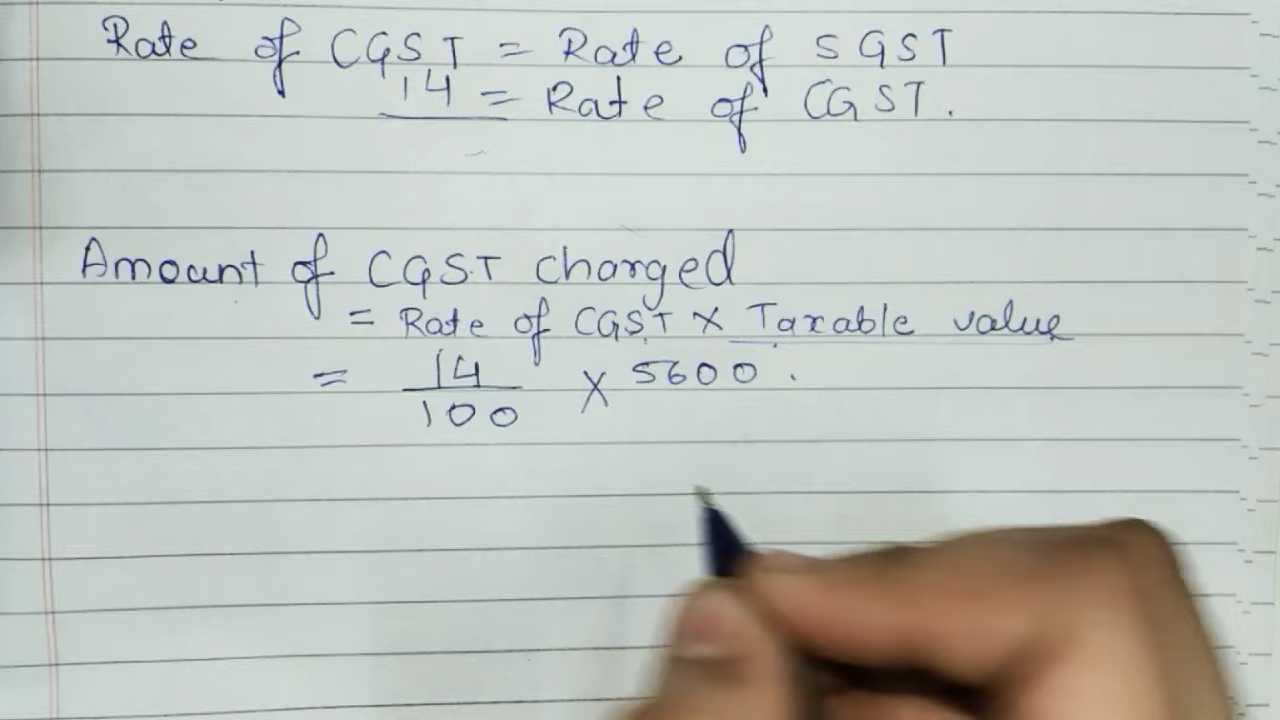 Rate of CGST = Rate of SGST
14 = Rate of CGST.
Amount of CGST charged
= Rate of CGST X Taxable value
= 14/100 X 5600.